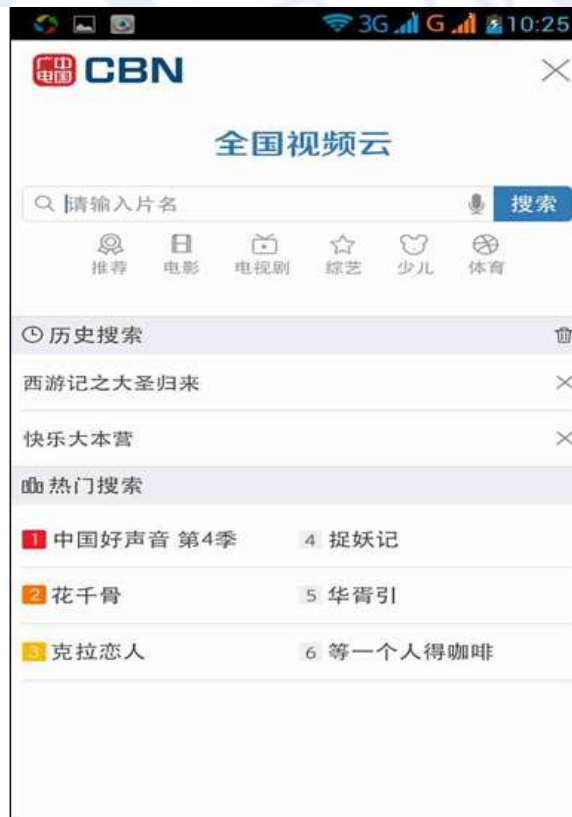 3G G 10:25
中国广电 CBN
全国视频云
请输入片名 搜索
推荐 电影 电视剧 综艺 少儿 体育
历史搜索
西游记之大圣归来
快乐大本营
热门搜索
1 中国好声音 第4季 4 捉妖记
2 花千骨 5 华胥引
3 克拉恋人 6 等一个人得咖啡